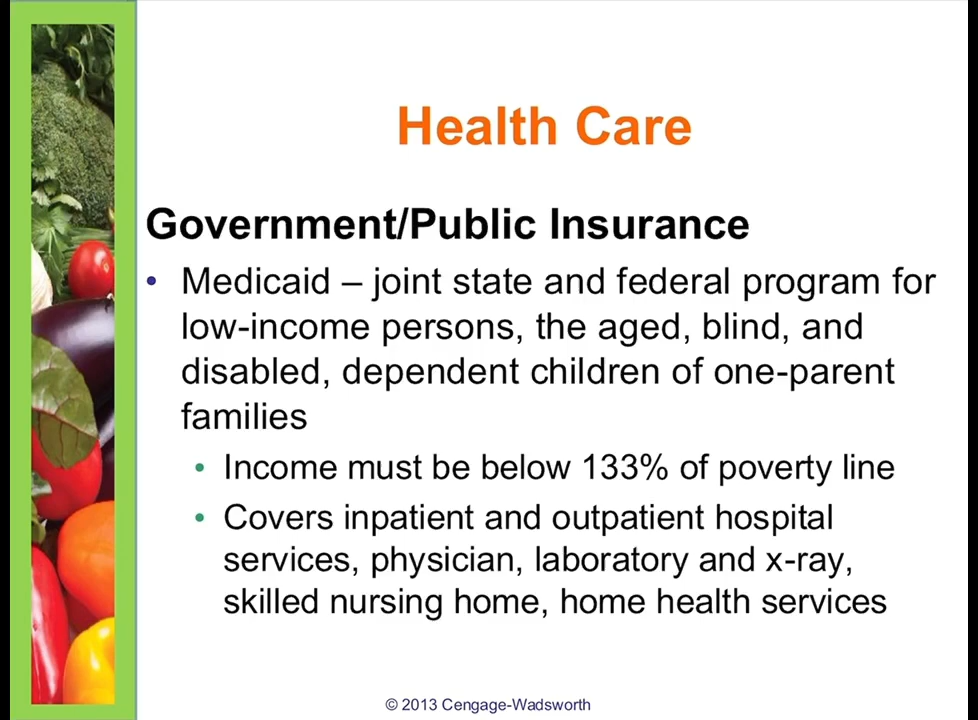 Health Care
Government/Public Insurance
• Medicaid – joint state and federal program for
low-income persons, the aged, blind, and
disabled, dependent children of one-parent
families
• Income must be below 133% of poverty line
• Covers inpatient and outpatient hospital
services, physician, laboratory and x-ray,
skilled nursing home, home health services
© 2013 Cengage-Wadsworth